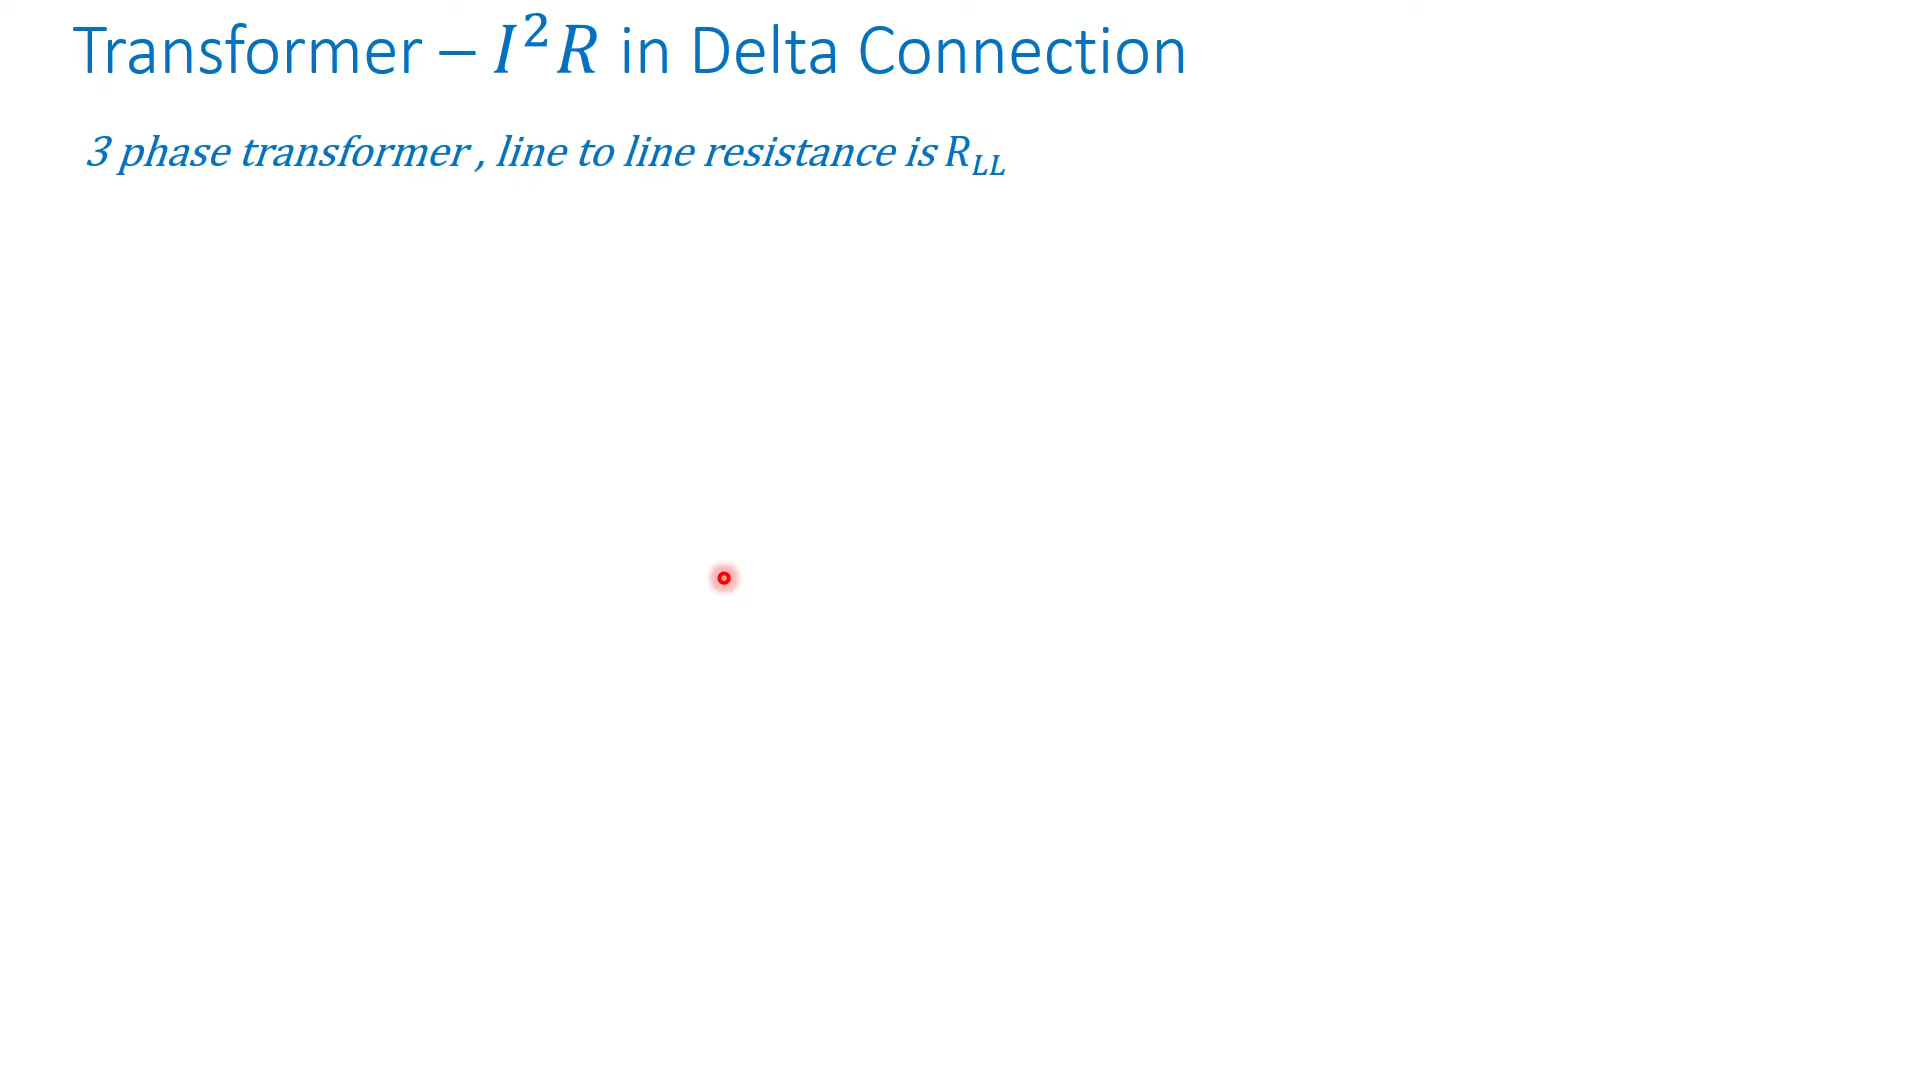 Transformer – I²R in Delta Connection
3 phase transformer , line to line resistance is R_LL